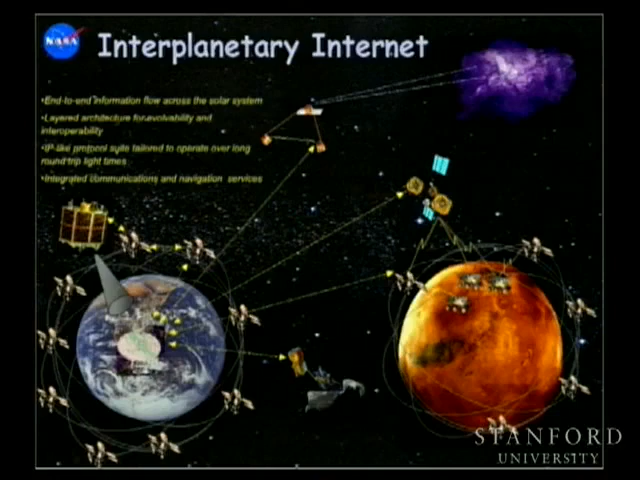 NASA
Interplanetary Internet
•End-to-end information flow across the solar system
•Layered architecture for evolvability and
interoperability
•IP-like protocol suite tailored to operate over long
round trip light times
•Integrated communications and navigation services
STANFORD
UNIVERSITY